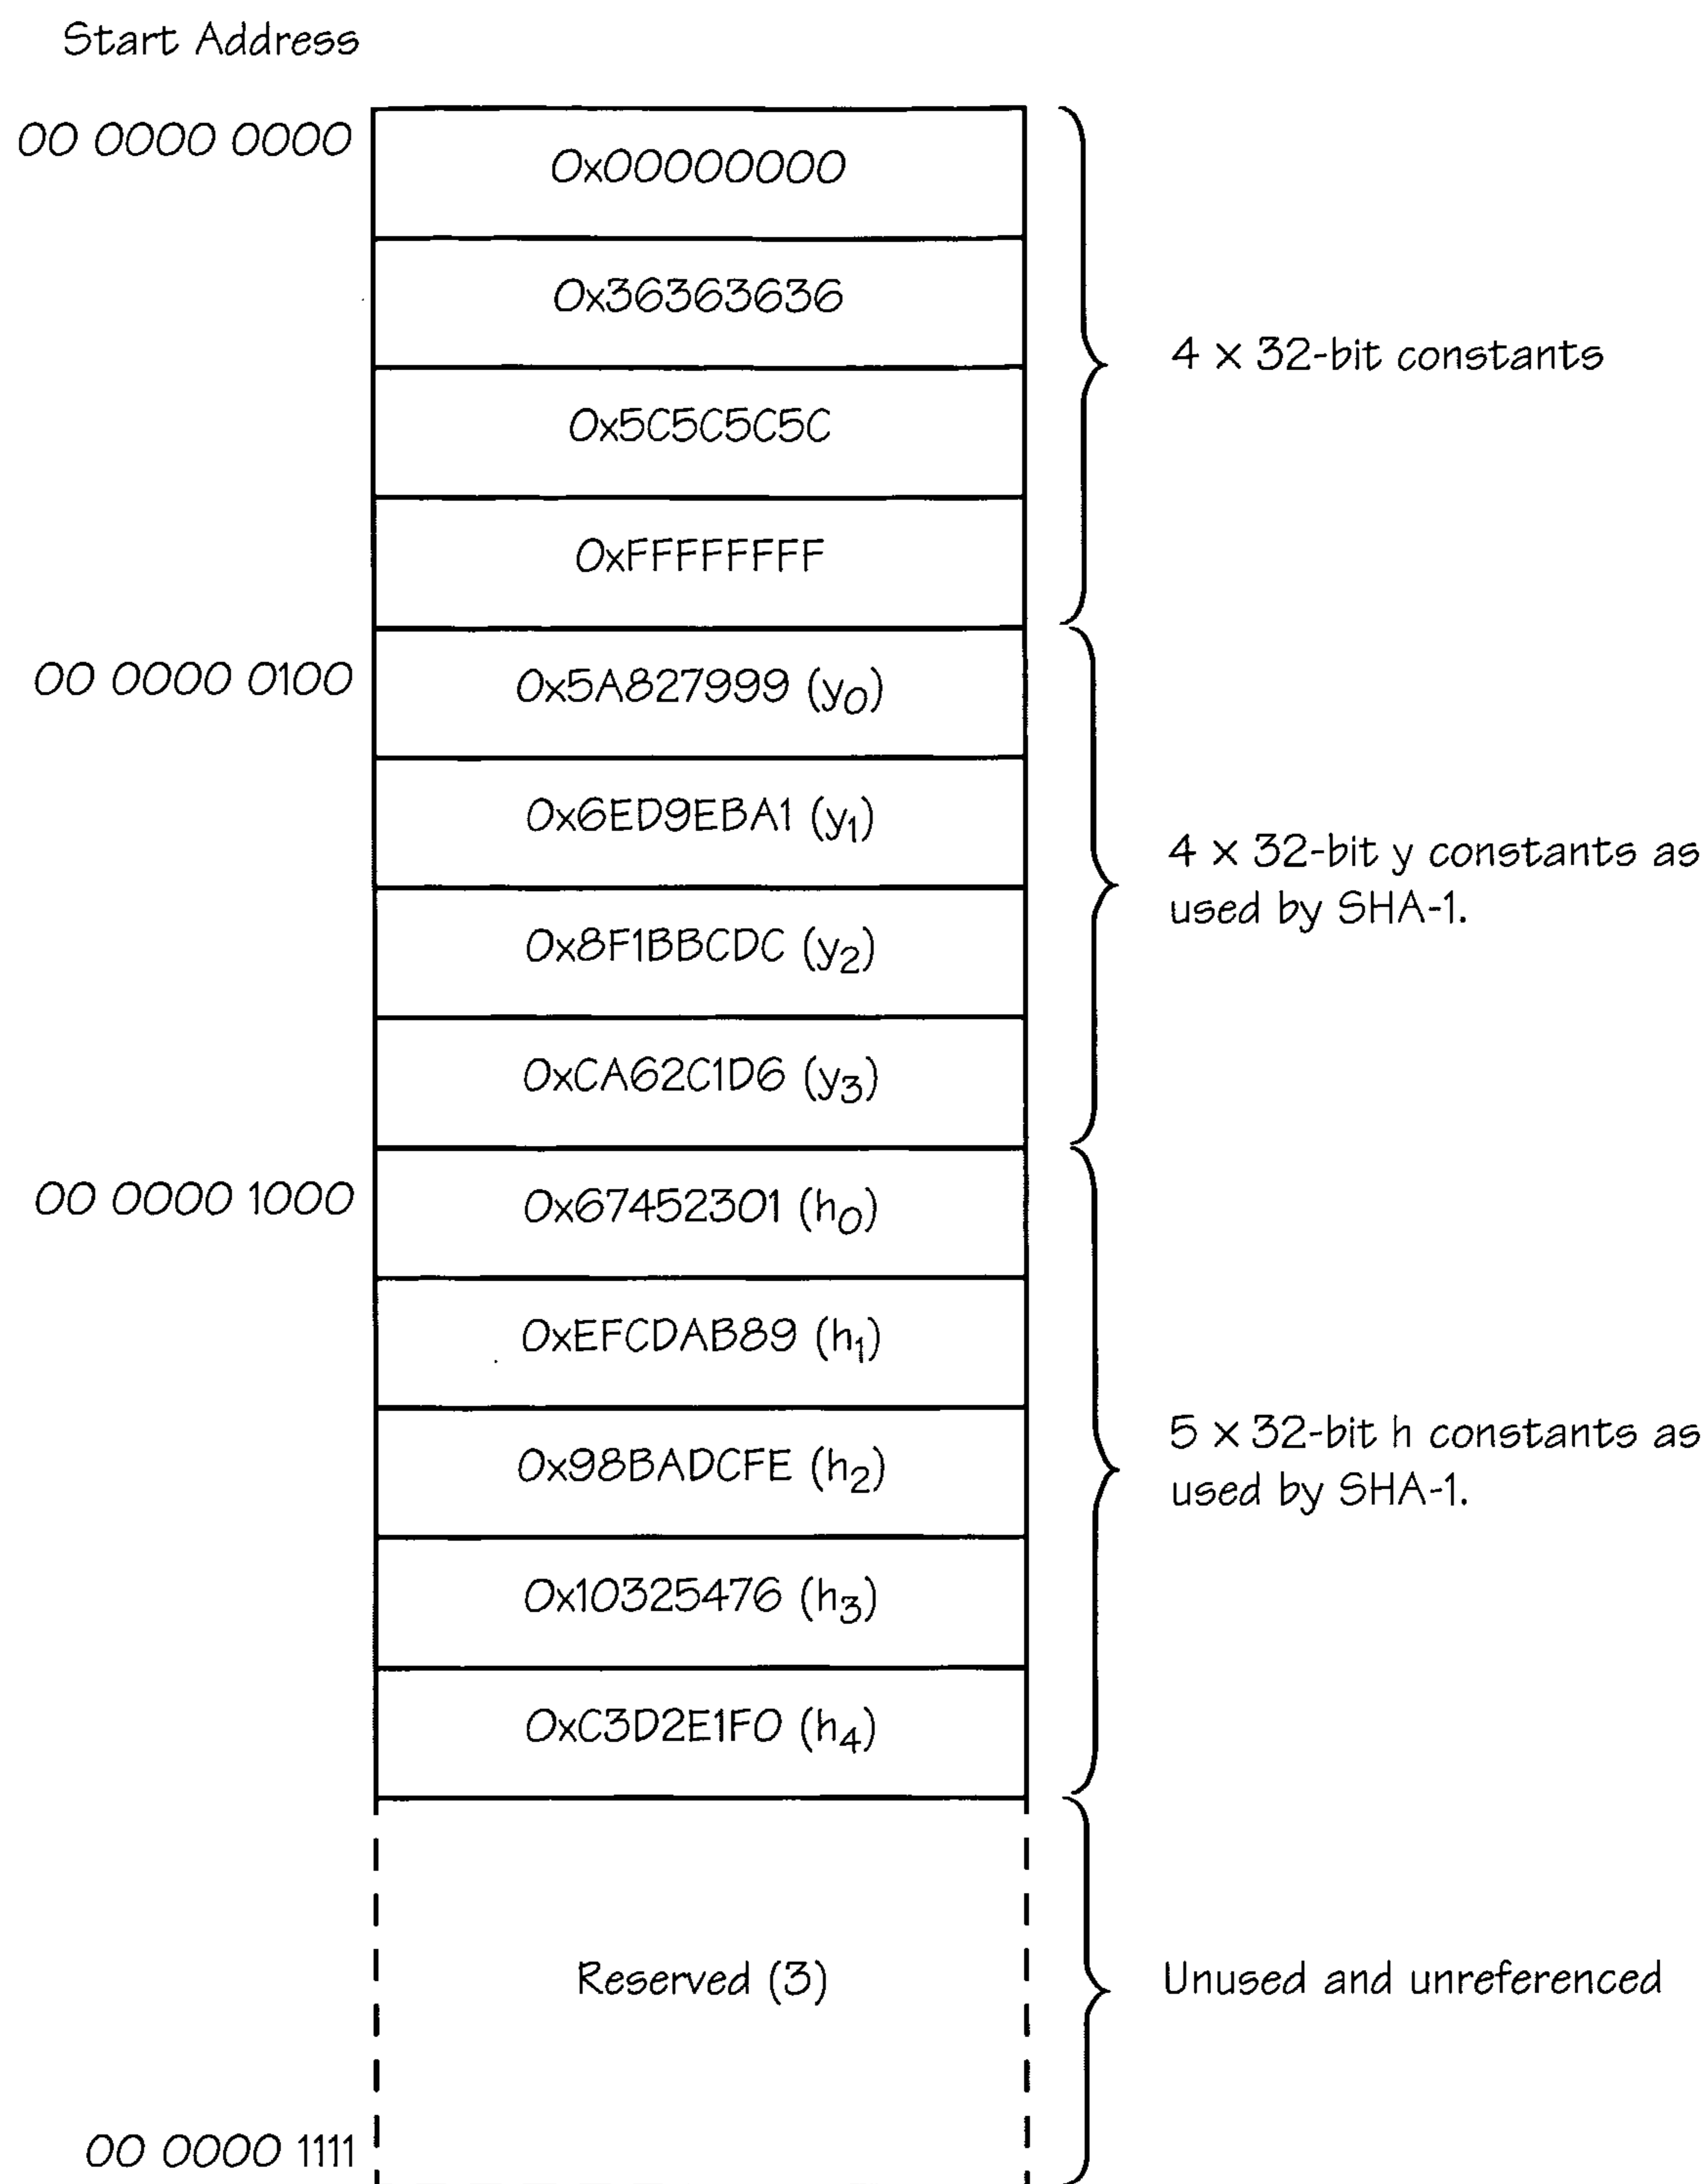 Start Address
00 0000 0000
0x00000000
0x36363636
4 x 32-bit constants
0x5C5C5C5C
0xFFFFFFFF
00 0000 0100
0x5A827999 (y0)
0x6ED9EBA1 (y1)
4 x 32-bit y constants as
used by SHA-1.
0x8F1BBCDC (y2)
0xCA62C1D6 (y3)
00 0000 1000
0x67452301 (h0)
0xEFCDAB89 (h1)
0x98BADCFE (h2)
5 x 32-bit h constants as
used by SHA-1.
0x10325476 (h3)
0xC3D2E1F0 (h4)
Reserved (3)
Unused and unreferenced
00 0000 1111